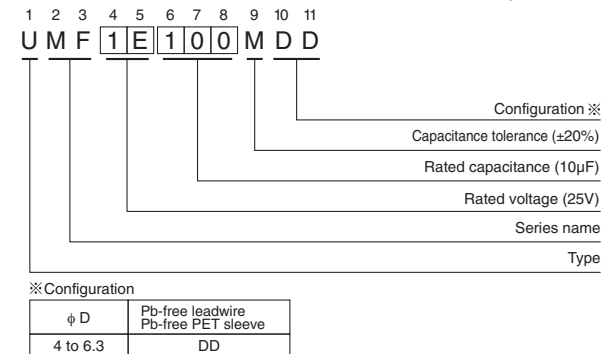 1 2 3 4 5 6 7 8 9 10 11
U M F 1 E 1 0 0 M D D
Configuration ※
Capacitance tolerance (±20%)
Rated capacitance (10µF)
Rated voltage (25V)
Series name
Type
※Configuration
ϕ D
Pb-free leadwire
Pb-free PET sleeve
4 to 6.3 DD